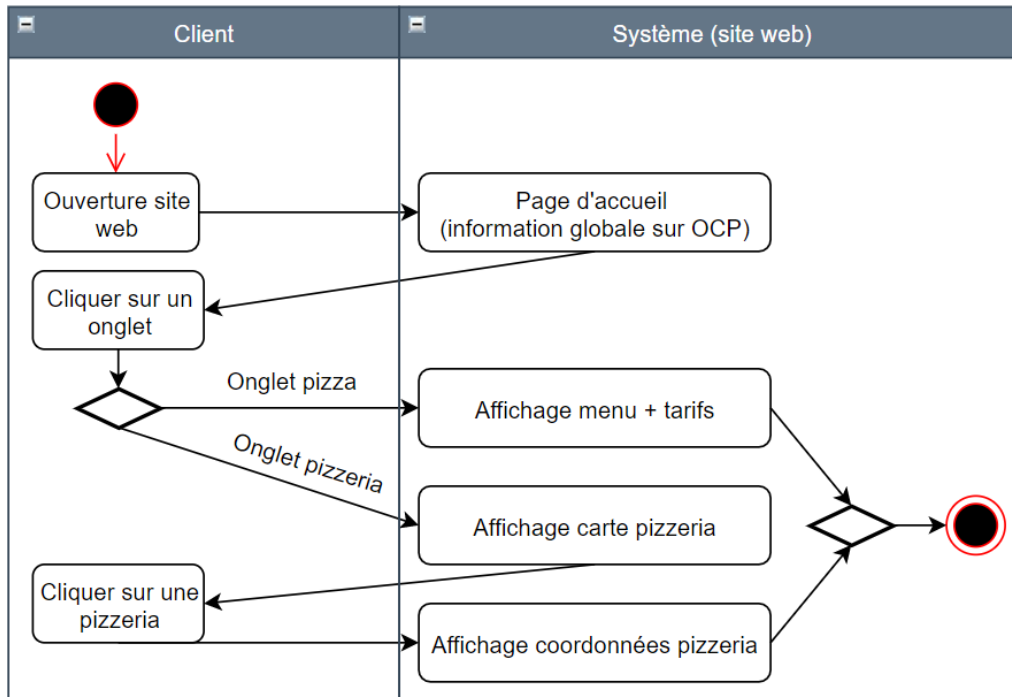 Client
Système (site web)
Ouverture site
web
Page d'accueil
(information globale sur OCP)
Cliquer sur un
onglet
Onglet pizza
Affichage menu + tarifs
Onglet pizzeria
Affichage carte pizzeria
Cliquer sur une
pizzeria
Affichage coordonnées pizzeria